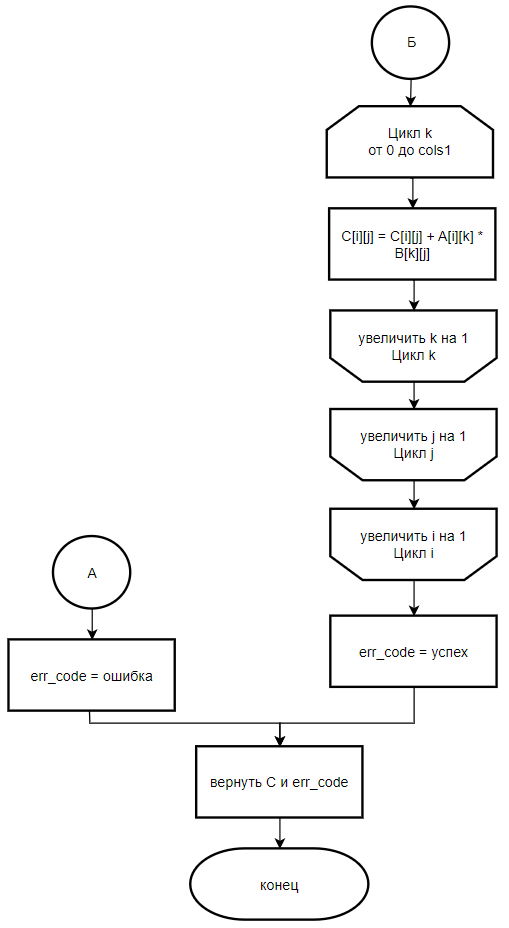 Б
Цикл k
от 0 до cols1
C[i][j] = C[i][j] + A[i][k] *
B[k][j]
увеличить k на 1
Цикл k
увеличить j на 1
Цикл j
увеличить i на 1
Цикл i
А
err_code = ошибка
err_code = успех
вернуть C и err_code
конец